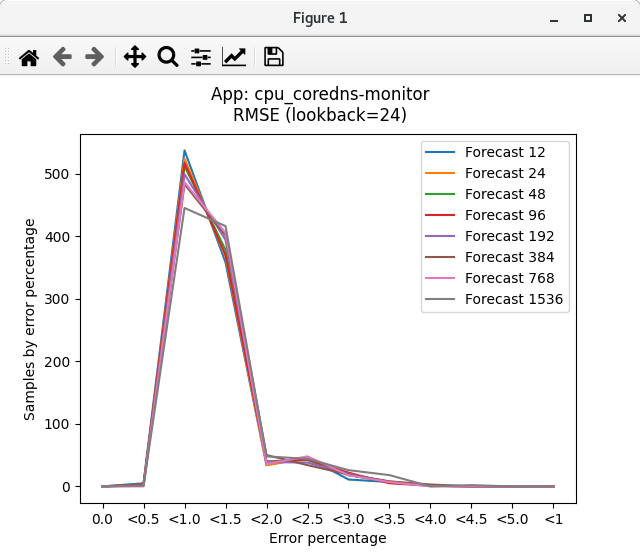 Figure 1
App: cpu_coredns-monitor
RMSE (lookback=24)
Samples by error percentage
500
400
300
200
100
0
Forecast 12
Forecast 24
Forecast 48
Forecast 96
Forecast 192
Forecast 384
Forecast 768
Forecast 1536
0.0 <0.5 <1.0 <1.5 <2.0 <2.5 <3.0 <3.5 <4.0 <4.5 <5.0 <1
Error percentage